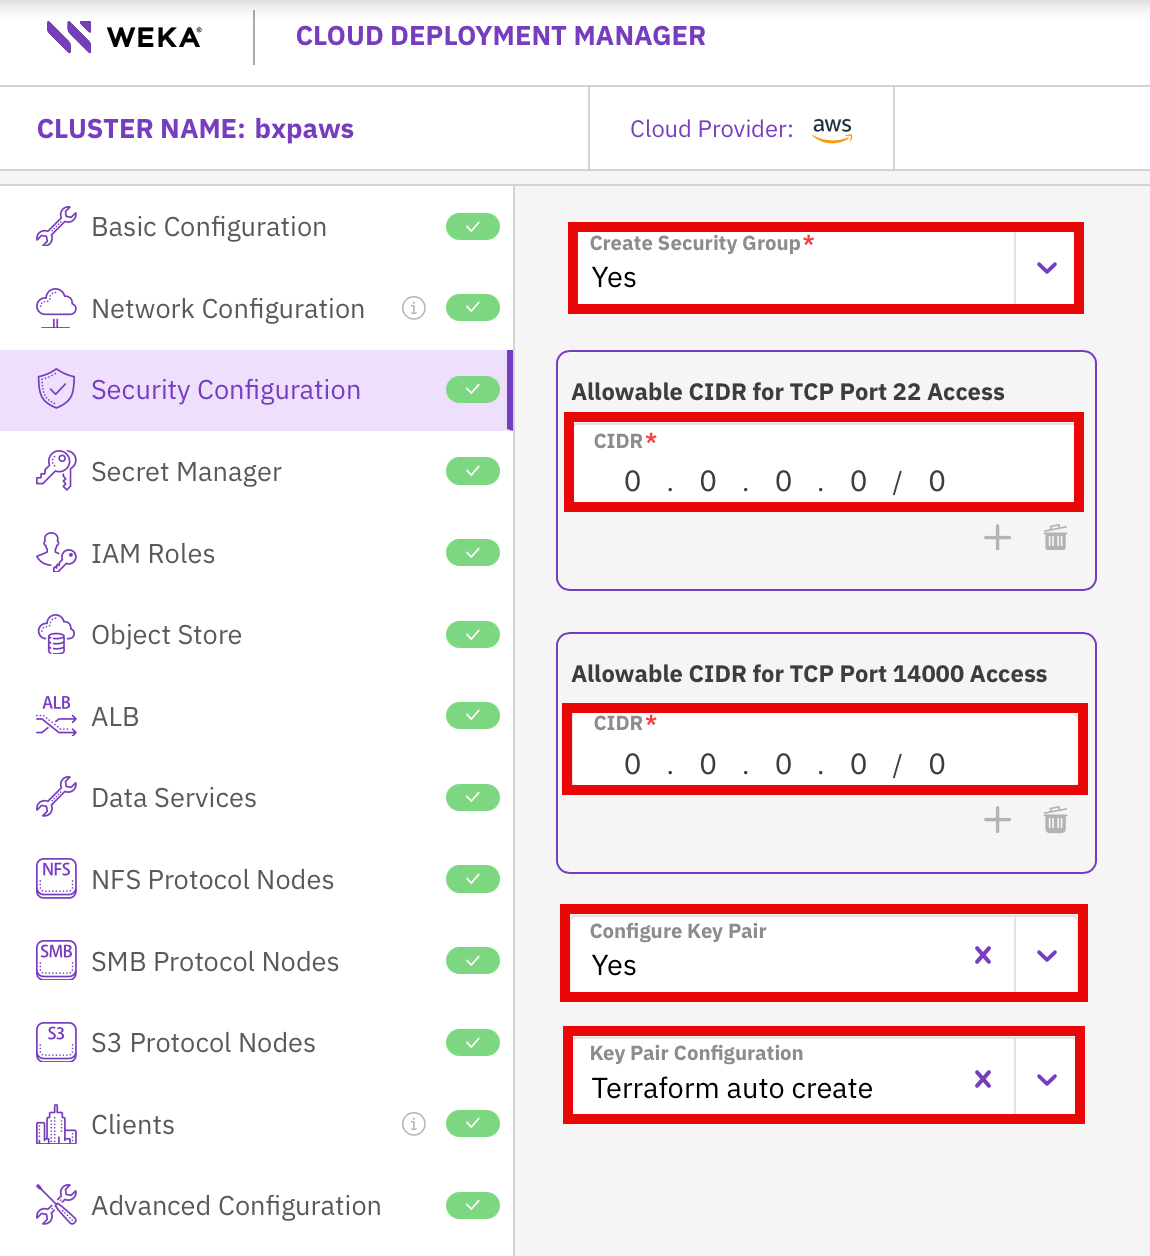 WEKA®
CLOUD DEPLOYMENT MANAGER
CLUSTER NAME: bxpaws
Cloud Provider: aws
Basic Configuration
Network Configuration
Security Configuration
Secret Manager
IAM Roles
Object Store
ALB ALB
Data Services
NFS NFS Protocol Nodes
SMB SMB Protocol Nodes
S3 S3 Protocol Nodes
Clients
Advanced Configuration
Create Security Group*
Yes
Allowable CIDR for TCP Port 22 Access
CIDR*
0 . 0 . 0 . 0 / 0
Allowable CIDR for TCP Port 14000 Access
CIDR*
0 . 0 . 0 . 0 / 0
Configure Key Pair
Yes
Key Pair Configuration
Terraform auto create